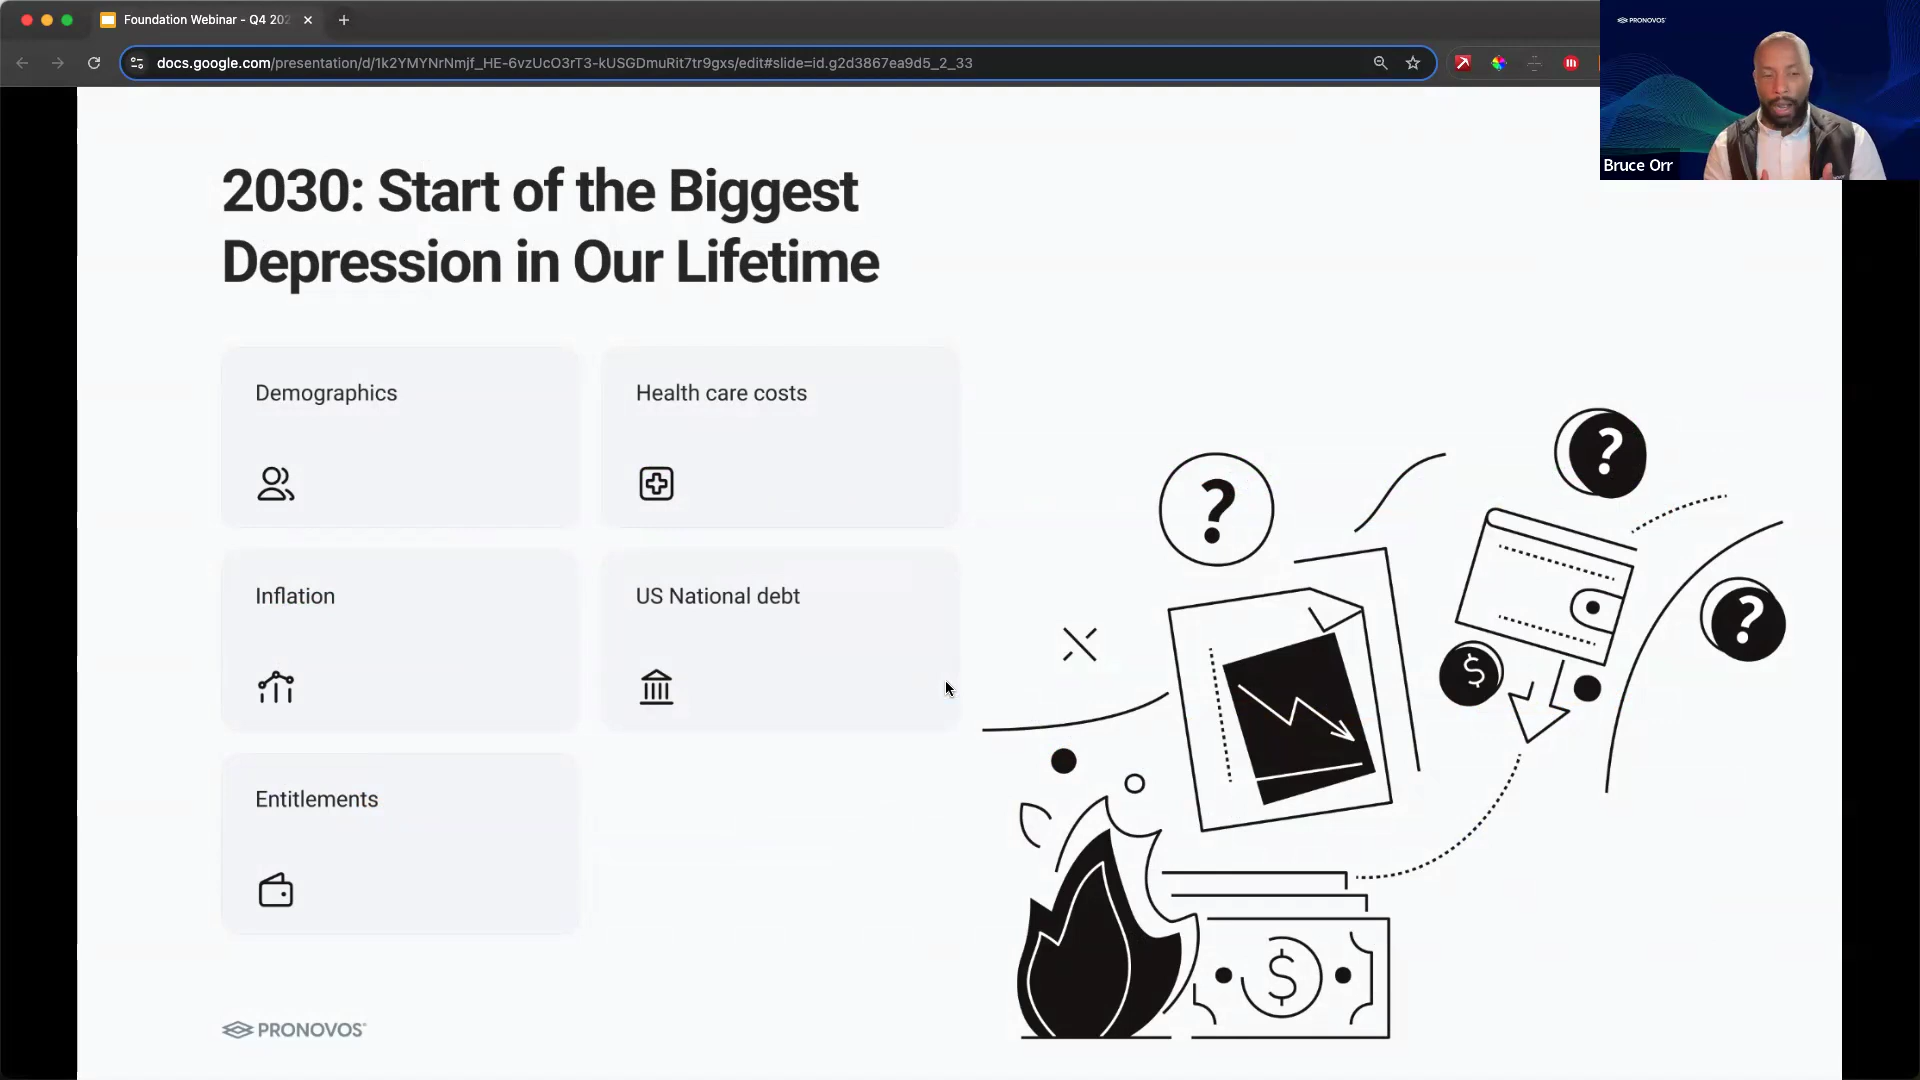 Foundation Webinar - Q4 202
docs.google.com/presentation/d/1k2YMYNrNmjf_HE-6vzUcO3rT3-kUSGDmuRit7tr9gxs/edit#slide=id.g2d3867ea9d5_2_33
PRONOVOS
Bruce Orr
2030: Start of the Biggest
Depression in Our Lifetime
Demographics
Health care costs
Inflation
US National debt
Entitlements
?
?
?
$
$
PRONOVOS